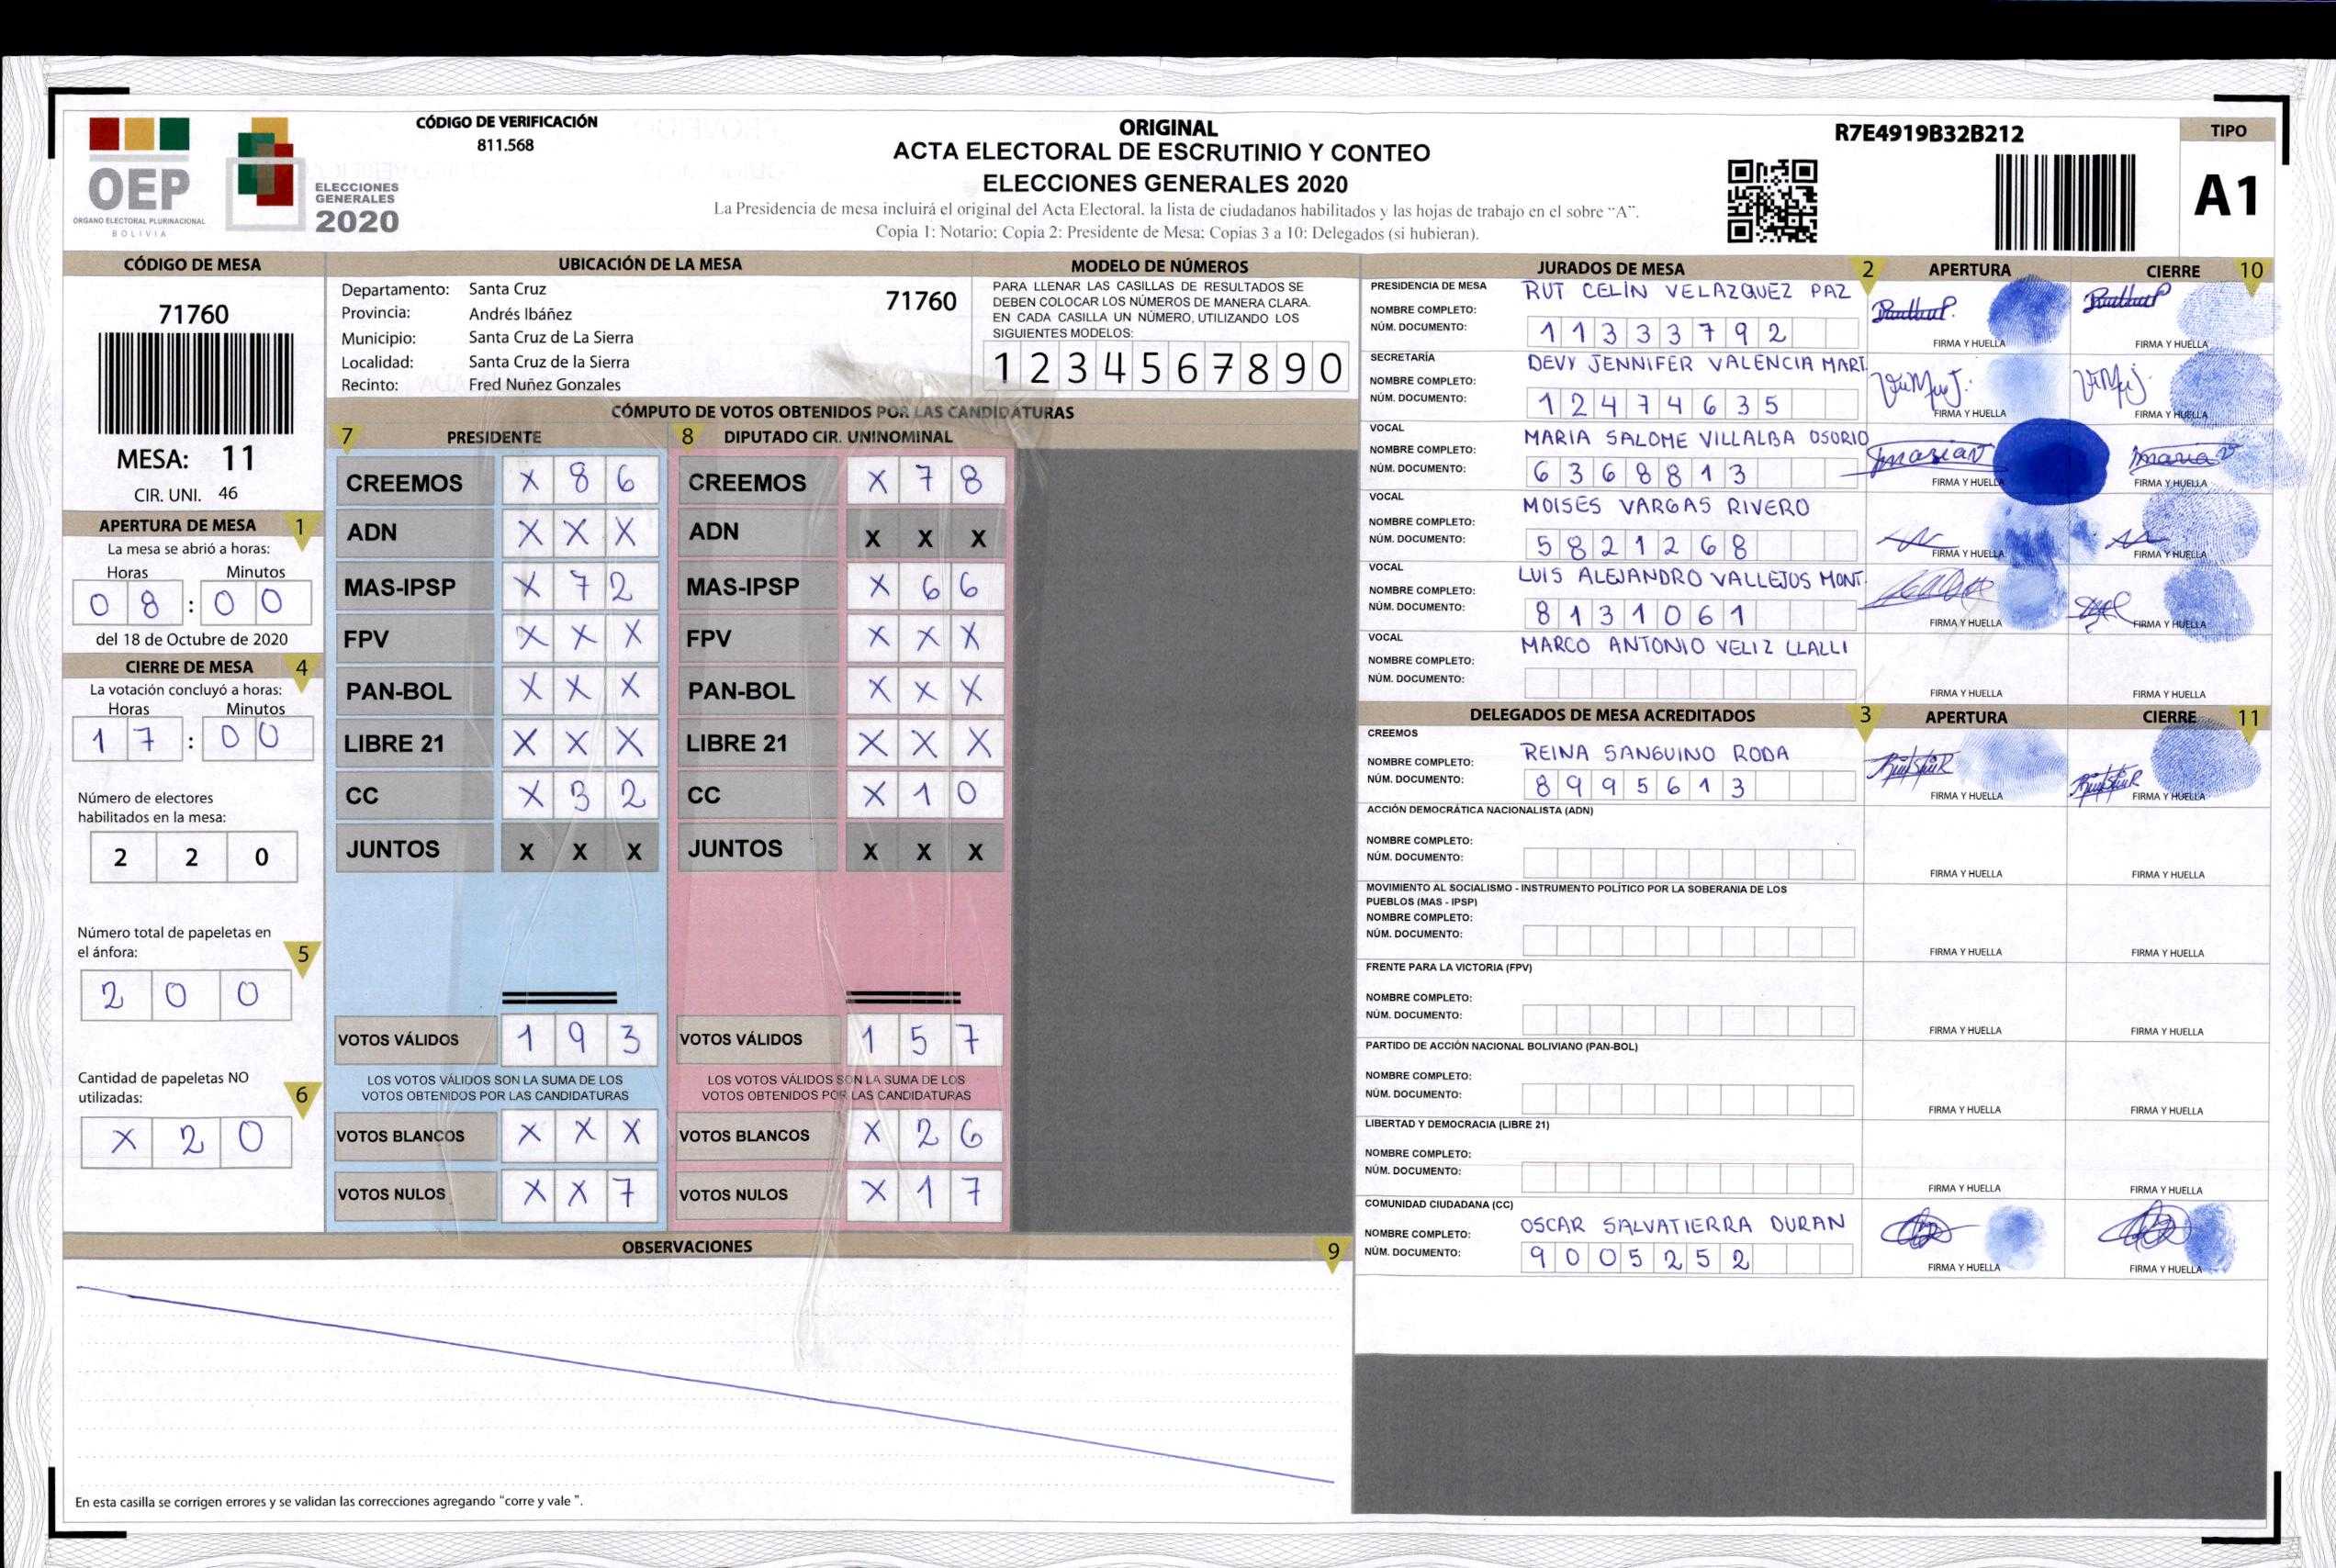 OEP
ÓRGANO ELECTORAL PLURINACIONAL
BOLIVIA
ELECCIONES
GENERALES
2020
CÓDIGO DE VERIFICACIÓN
811.568
ORIGINAL
ACTA ELECTORAL DE ESCRUTINIO Y CONTEO
ELECCIONES GENERALES 2020
La Presidencia de mesa incluirá el original del Acta Electoral, la lista de ciudadanos habilitados y las hojas de trabajo en el sobre “A”.
Copia 1: Notario; Copia 2: Presidente de Mesa; Copias 3 a 10: Delegados (si hubieran).
R7E4919B32B212
TIPO
A1
CÓDIGO DE MESA
71760
MESA: 11
CIR. UNI. 46
APERTURA DE MESA 1
La mesa se abrió a horas:
Horas Minutos
0 8 : 0 0
del 18 de Octubre de 2020
CIERRE DE MESA 4
La votación concluyó a horas:
Horas Minutos
1 7 : 0 0
Número de electores
habilitados en la mesa:
2 2 0
Número total de papeletas en
el ánfora: 5
2 0 0
Cantidad de papeletas NO
utilizadas: 6
X 2 0
UBICACIÓN DE LA MESA
Departamento: Santa Cruz 71760
Provincia: Andrés Ibáñez
Municipio: Santa Cruz de La Sierra
Localidad: Santa Cruz de la Sierra
Recinto: Fred Nuñez Gonzales
MODELO DE NÚMEROS
PARA LLENAR LAS CASILLAS DE RESULTADOS SE
DEBEN COLOCAR LOS NÚMEROS DE MANERA CLARA.
EN CADA CASILLA UN NÚMERO, UTILIZANDO LOS
SIGUIENTES MODELOS:
1 2 3 4 5 6 7 8 9 0
CÓMPUTO DE VOTOS OBTENIDOS POR LAS CANDIDATURAS
7 PRESIDENTE 8 DIPUTADO CIR. UNINOMINAL
CREEMOS X 8 6 CREEMOS X 7 8
ADN X X X ADN X X X
MAS-IPSP X 7 2 MAS-IPSP X 6 6
FPV X X X FPV X X X
PAN-BOL X X X PAN-BOL X X X
LIBRE 21 X X X LIBRE 21 X X X
CC X 3 2 CC X 1 0
JUNTOS X X X JUNTOS X X X
VOTOS VÁLIDOS 1 9 3 VOTOS VÁLIDOS 1 5 7
LOS VOTOS VÁLIDOS SON LA SUMA DE LOS LOS VOTOS VÁLIDOS SON LA SUMA DE LOS
VOTOS OBTENIDOS POR LAS CANDIDATURAS VOTOS OBTENIDOS POR LAS CANDIDATURAS
VOTOS BLANCOS X X X VOTOS BLANCOS X 2 6
VOTOS NULOS X X 7 VOTOS NULOS X 1 7
OBSERVACIONES 9
En esta casilla se corrigen errores y se validan las correcciones agregando “corre y vale ”.
JURADOS DE MESA 2 APERTURA CIERRE 10
PRESIDENCIA DE MESA RUT CELÍN VELAZQUEZ PAZ
NOMBRE COMPLETO:
NÚM. DOCUMENTO: 1 1 3 3 3 7 9 2
FIRMA Y HUELLA FIRMA Y HUELLA
SECRETARÍA DEVY JENNIFER VALENCIA MARI
NOMBRE COMPLETO:
NÚM. DOCUMENTO: 1 2 4 7 4 6 3 5
FIRMA Y HUELLA FIRMA Y HUELLA
VOCAL MARIA SALOME VILLALBA OSORIO
NOMBRE COMPLETO:
NÚM. DOCUMENTO: 6 3 6 8 8 1 3
FIRMA Y HUELLA FIRMA Y HUELLA
VOCAL MOISES VARGAS RIVERO
NOMBRE COMPLETO:
NÚM. DOCUMENTO: 5 8 2 1 2 6 8
FIRMA Y HUELLA FIRMA Y HUELLA
VOCAL LUIS ALEJANDRO VALLEJOS MONT
NOMBRE COMPLETO:
NÚM. DOCUMENTO: 8 1 3 1 0 6 1
FIRMA Y HUELLA FIRMA Y HUELLA
VOCAL MARCO ANTONIO VELIZ LLALLI
NOMBRE COMPLETO:
NÚM. DOCUMENTO:
FIRMA Y HUELLA FIRMA Y HUELLA
DELEGADOS DE MESA ACREDITADOS 3 APERTURA CIERRE 11
CREEMOS
NOMBRE COMPLETO: REINA SANGUINO RODA
NÚM. DOCUMENTO: 8 9 9 5 6 1 3
FIRMA Y HUELLA FIRMA Y HUELLA
ACCIÓN DEMOCRÁTICA NACIONALISTA (ADN)
NOMBRE COMPLETO:
NÚM. DOCUMENTO:
FIRMA Y HUELLA FIRMA Y HUELLA
MOVIMIENTO AL SOCIALISMO - INSTRUMENTO POLÍTICO POR LA SOBERANIA DE LOS
PUEBLOS (MAS - IPSP)
NOMBRE COMPLETO:
NÚM. DOCUMENTO:
FIRMA Y HUELLA FIRMA Y HUELLA
FRENTE PARA LA VICTORIA (FPV)
NOMBRE COMPLETO:
NÚM. DOCUMENTO:
FIRMA Y HUELLA FIRMA Y HUELLA
PARTIDO DE ACCIÓN NACIONAL BOLIVIANO (PAN-BOL)
NOMBRE COMPLETO:
NÚM. DOCUMENTO:
FIRMA Y HUELLA FIRMA Y HUELLA
LIBERTAD Y DEMOCRACIA (LIBRE 21)
NOMBRE COMPLETO:
NÚM. DOCUMENTO:
FIRMA Y HUELLA FIRMA Y HUELLA
COMUNIDAD CIUDADANA (CC)
NOMBRE COMPLETO: OSCAR SALVATIERRA DURAN
NÚM. DOCUMENTO: 9 0 0 5 2 5 2
FIRMA Y HUELLA FIRMA Y HUELLA